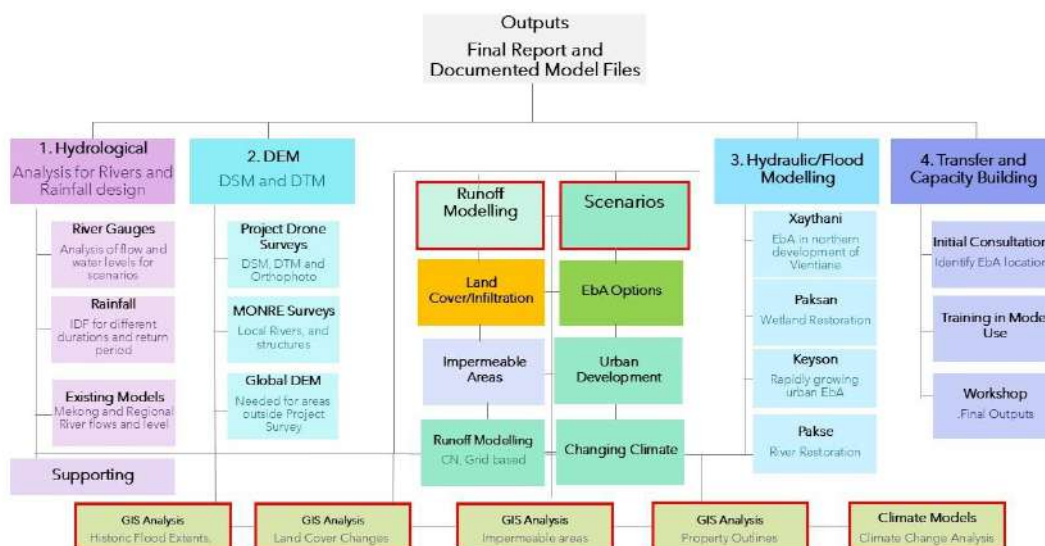 Outputs
Final Report and
Documented Model Files
1. Hydrological
Analysis for Rivers and
Rainfall design
River Gauges
Analysis of flow and
water levels for
scenarios
Rainfall
IDF for different
durations and return
period
Existing Models
Mekong and Regional
River flows and level
Supporting
2. DEM
DSM and DTM
Project Drone
Surveys
DSM, DTM and
Orthophoto
MONRE Surveys
Local Rivers, and
structures
Global DEM
Needed for areas
outside Project
Survey
Runoff
Modelling
Land
Cover/Infiltration
Impermeable
Areas
Runoff Modelling
CN, Grid based
Scenarios
EbA Options
Urban
Development
Changing Climate
3. Hydraulic/Flood
Modelling
Xaythani
EbA in northern
development of
Vientiane
Paksan
Wetland Restoration
Keyson
Rapidly growing
urban EbA
Pakse
River Restoration
4. Transfer and
Capacity Building
Initial Consultation
Identify EbA location
Training in Model
Use
Workshop
.Final Outputs
GIS Analysis
Historic Flood Extents.
GIS Analysis
Land Cover Changes
GIS Analysis
Impermeable areas
GIS Analysis
Property Outlines
Climate Models
Climate Change Analysis